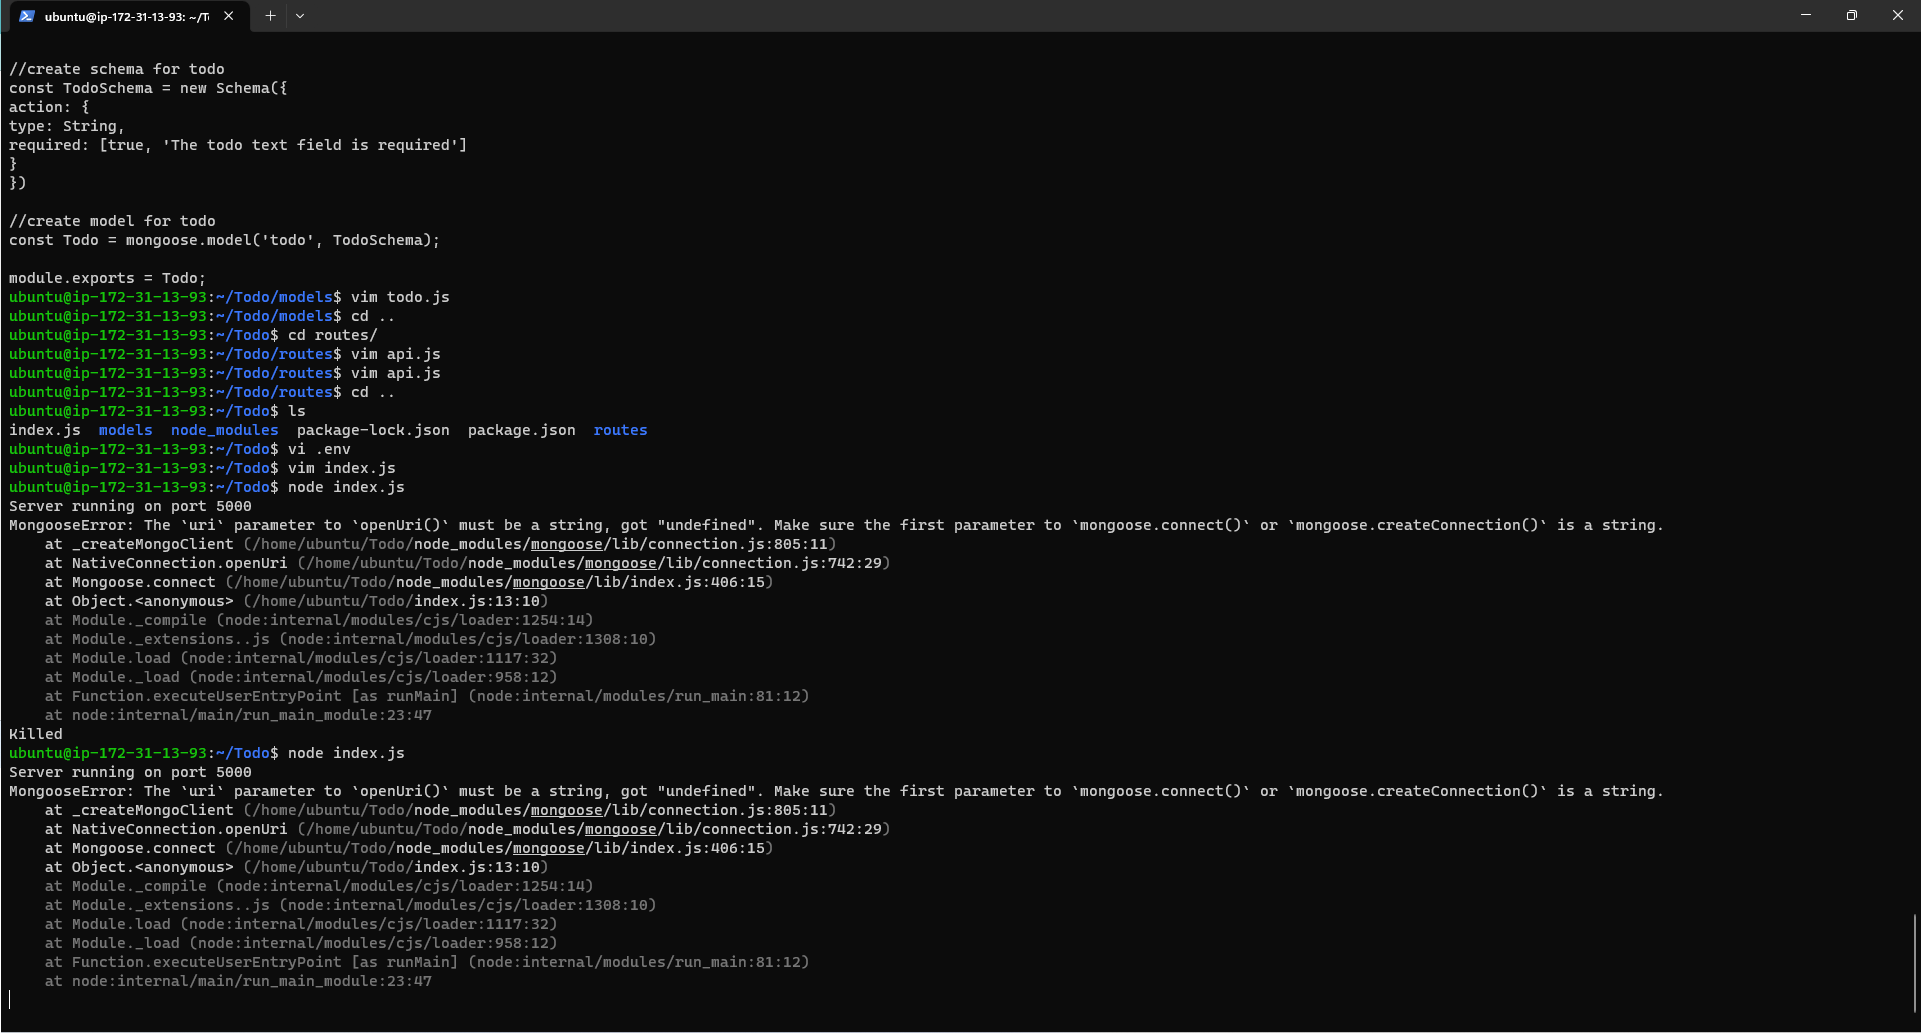 ubuntu@ip-172-31-13-93: ~/T
//create schema for todo
const TodoSchema = new Schema({
action: {
type: String,
required: [true, 'The todo text field is required']
}
})
//create model for todo
const Todo = mongoose.model('todo', TodoSchema);
module.exports = Todo;
ubuntu@ip-172-31-13-93:~/Todo/models$ vim todo.js
ubuntu@ip-172-31-13-93:~/Todo/models$ cd ..
ubuntu@ip-172-31-13-93:~/Todo$ cd routes/
ubuntu@ip-172-31-13-93:~/Todo/routes$ vim api.js
ubuntu@ip-172-31-13-93:~/Todo/routes$ vim api.js
ubuntu@ip-172-31-13-93:~/Todo/routes$ cd ..
ubuntu@ip-172-31-13-93:~/Todo$ ls
index.js  models  node_modules  package-lock.json  package.json  routes
ubuntu@ip-172-31-13-93:~/Todo$ vi .env
ubuntu@ip-172-31-13-93:~/Todo$ vim index.js
ubuntu@ip-172-31-13-93:~/Todo$ node index.js
Server running on port 5000
MongooseError: The `uri` parameter to `openUri()` must be a string, got "undefined". Make sure the first parameter to `mongoose.connect()` or `mongoose.createConnection()` is a string.
    at _createMongoClient (/home/ubuntu/Todo/node_modules/mongoose/lib/connection.js:805:11)
    at NativeConnection.openUri (/home/ubuntu/Todo/node_modules/mongoose/lib/connection.js:742:29)
    at Mongoose.connect (/home/ubuntu/Todo/node_modules/mongoose/lib/index.js:406:15)
    at Object.<anonymous> (/home/ubuntu/Todo/index.js:13:10)
    at Module._compile (node:internal/modules/cjs/loader:1254:14)
    at Module._extensions..js (node:internal/modules/cjs/loader:1308:10)
    at Module.load (node:internal/modules/cjs/loader:1117:32)
    at Module._load (node:internal/modules/cjs/loader:958:12)
    at Function.executeUserEntryPoint [as runMain] (node:internal/modules/run_main:81:12)
    at node:internal/main/run_main_module:23:47
Killed
ubuntu@ip-172-31-13-93:~/Todo$ node index.js
Server running on port 5000
MongooseError: The `uri` parameter to `openUri()` must be a string, got "undefined". Make sure the first parameter to `mongoose.connect()` or `mongoose.createConnection()` is a string.
    at _createMongoClient (/home/ubuntu/Todo/node_modules/mongoose/lib/connection.js:805:11)
    at NativeConnection.openUri (/home/ubuntu/Todo/node_modules/mongoose/lib/connection.js:742:29)
    at Mongoose.connect (/home/ubuntu/Todo/node_modules/mongoose/lib/index.js:406:15)
    at Object.<anonymous> (/home/ubuntu/Todo/index.js:13:10)
    at Module._compile (node:internal/modules/cjs/loader:1254:14)
    at Module._extensions..js (node:internal/modules/cjs/loader:1308:10)
    at Module.load (node:internal/modules/cjs/loader:1117:32)
    at Module._load (node:internal/modules/cjs/loader:958:12)
    at Function.executeUserEntryPoint [as runMain] (node:internal/modules/run_main:81:12)
    at node:internal/main/run_main_module:23:47